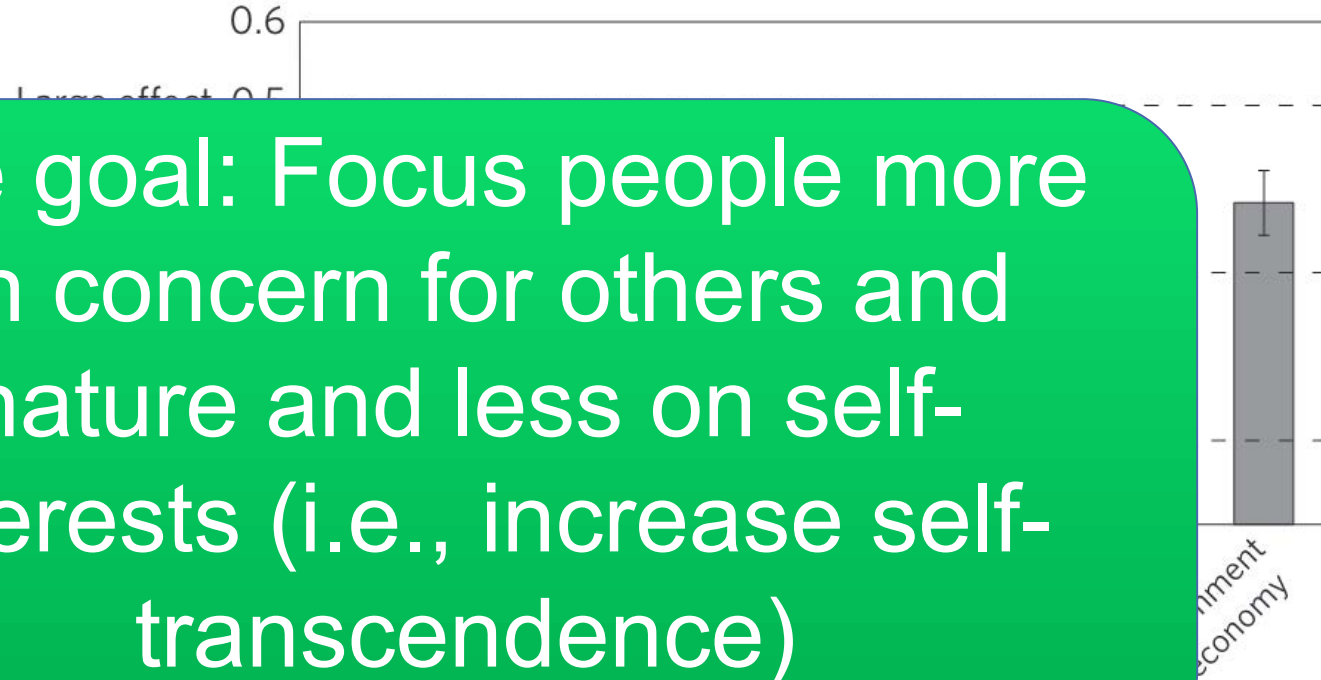 0.6
goal: Focus people more
concern for others and
nature and less on self-
erests (i.e., increase self-
transcendence)
nment
economy